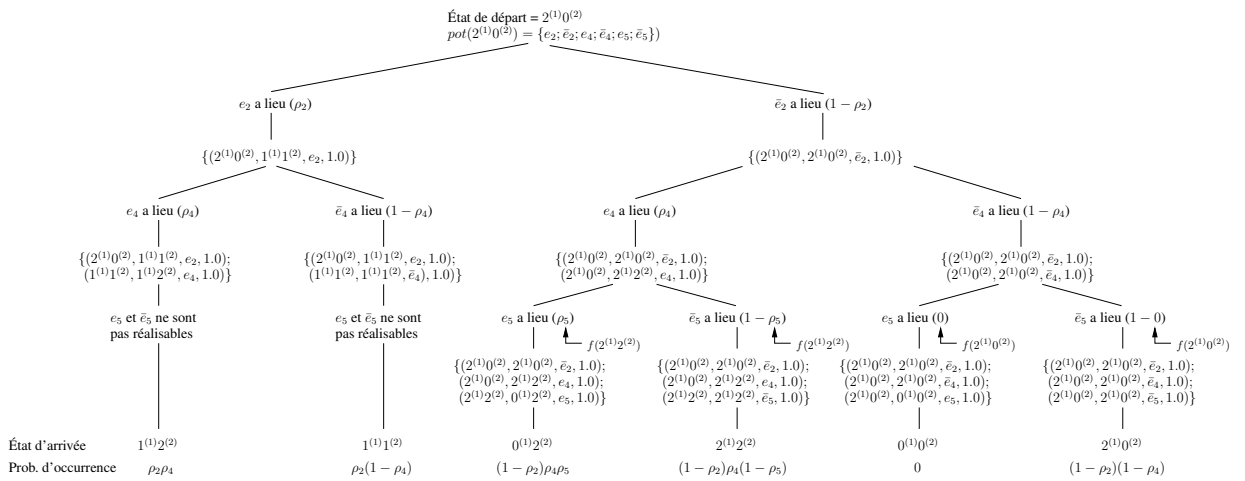 État de départ = 2⁽¹⁾0⁽²⁾
pot(2⁽¹⁾0⁽²⁾) = {e₂; ē₂; e₄; ē₄; e₅; ē₅})
e₂ a lieu (ρ₂)
ē₂ a lieu (1 − ρ₂)
{(2⁽¹⁾0⁽²⁾, 1⁽¹⁾1⁽²⁾, e₂, 1.0)}
{(2⁽¹⁾0⁽²⁾, 2⁽¹⁾0⁽²⁾, ē₂, 1.0)}
e₄ a lieu (ρ₄)
ē₄ a lieu (1 − ρ₄)
e₄ a lieu (ρ₄)
ē₄ a lieu (1 − ρ₄)
{(2⁽¹⁾0⁽²⁾, 1⁽¹⁾1⁽²⁾, e₂, 1.0);
(1⁽¹⁾1⁽²⁾, 1⁽¹⁾2⁽²⁾, e₄, 1.0)}
{(2⁽¹⁾0⁽²⁾, 1⁽¹⁾1⁽²⁾, e₂, 1.0);
(1⁽¹⁾1⁽²⁾, 1⁽¹⁾1⁽²⁾, ē₄), 1.0)}
{(2⁽¹⁾0⁽²⁾, 2⁽¹⁾0⁽²⁾, ē₂, 1.0);
(2⁽¹⁾0⁽²⁾, 2⁽¹⁾2⁽²⁾, e₄, 1.0)}
{(2⁽¹⁾0⁽²⁾, 2⁽¹⁾0⁽²⁾, ē₂, 1.0);
(2⁽¹⁾0⁽²⁾, 2⁽¹⁾0⁽²⁾, ē₄, 1.0)}
e₅ et ē₅ ne sont
pas réalisables
e₅ et ē₅ ne sont
pas réalisables
e₅ a lieu (ρ₅)
f(2⁽¹⁾2⁽²⁾)
ē₅ a lieu (1 − ρ₅)
f(2⁽¹⁾2⁽²⁾)
e₅ a lieu (0)
f(2⁽¹⁾0⁽²⁾)
ē₅ a lieu (1 − 0)
f(2⁽¹⁾0⁽²⁾)
{(2⁽¹⁾0⁽²⁾, 2⁽¹⁾0⁽²⁾, ē₂, 1.0);
(2⁽¹⁾0⁽²⁾, 2⁽¹⁾2⁽²⁾, e₄, 1.0);
(2⁽¹⁾2⁽²⁾, 0⁽¹⁾2⁽²⁾, e₅, 1.0)}
{(2⁽¹⁾0⁽²⁾, 2⁽¹⁾0⁽²⁾, ē₂, 1.0);
(2⁽¹⁾0⁽²⁾, 2⁽¹⁾2⁽²⁾, e₄, 1.0);
(2⁽¹⁾2⁽²⁾, 2⁽¹⁾2⁽²⁾, ē₅, 1.0)}
{(2⁽¹⁾0⁽²⁾, 2⁽¹⁾0⁽²⁾, ē₂, 1.0);
(2⁽¹⁾0⁽²⁾, 2⁽¹⁾0⁽²⁾, ē₄, 1.0);
(2⁽¹⁾0⁽²⁾, 0⁽¹⁾0⁽²⁾, e₅, 1.0)}
{(2⁽¹⁾0⁽²⁾, 2⁽¹⁾0⁽²⁾, ē₂, 1.0);
(2⁽¹⁾0⁽²⁾, 2⁽¹⁾0⁽²⁾, ē₄, 1.0);
(2⁽¹⁾0⁽²⁾, 2⁽¹⁾0⁽²⁾, ē₅, 1.0)}
État d'arrivée 1⁽¹⁾2⁽²⁾ 1⁽¹⁾1⁽²⁾ 0⁽¹⁾2⁽²⁾ 2⁽¹⁾2⁽²⁾ 0⁽¹⁾0⁽²⁾ 2⁽¹⁾0⁽²⁾
Prob. d'occurrence ρ₂ρ₄ ρ₂(1 − ρ₄) (1 − ρ₂)ρ₄ρ₅ (1 − ρ₂)ρ₄(1 − ρ₅) 0 (1 − ρ₂)(1 − ρ₄)